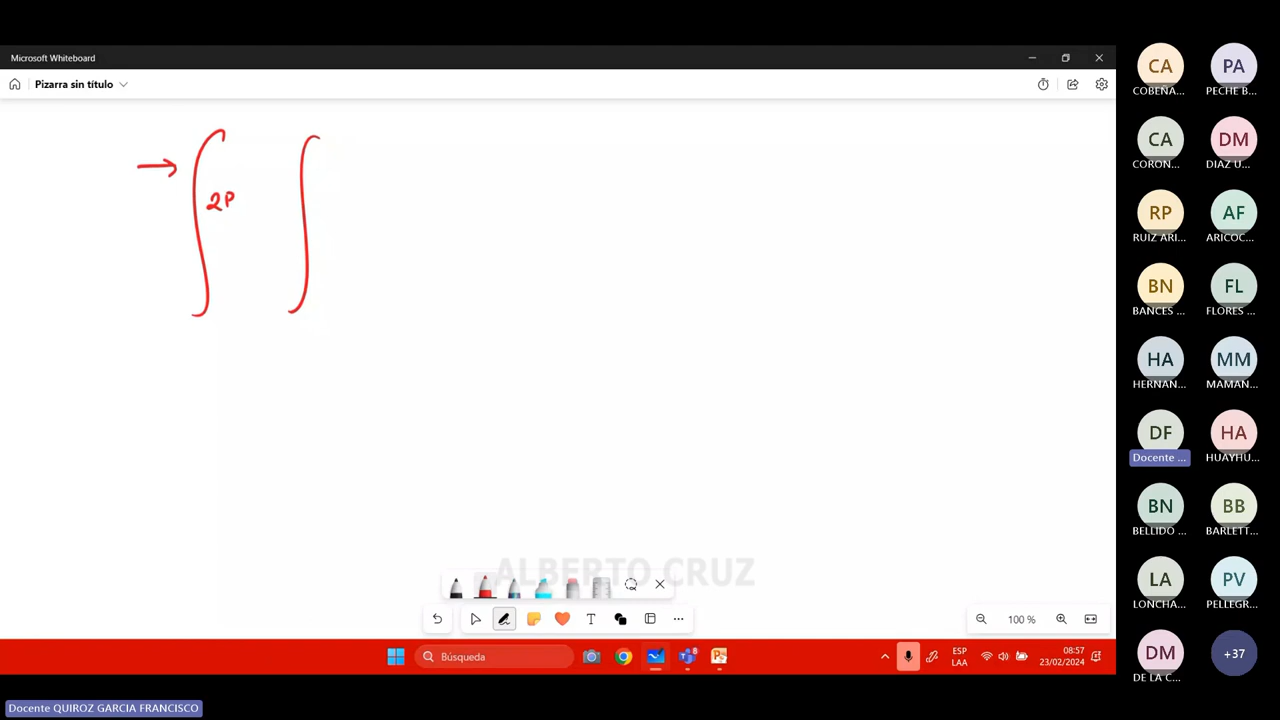 Microsoft Whiteboard
Pizarra sin título
2P
ALBERTO CRUZ
100 %
Búsqueda
8
ESP
LAA
08:57
23/02/2024
CA
COBEÑA...
PA
PECHE B...
CA
CORON...
DM
DIAZ U...
RP
RUIZ ARI...
AF
ARICOC...
BN
BANCES ...
FL
FLORES ...
HA
HERNAN...
MM
MAMAN...
DF
Docente ...
HA
HUAYHU...
BN
BELLIDO ...
BB
BARLETT...
LA
LONCHA...
PV
PELLEGR...
DM
DE LA C...
+37
Docente QUIROZ GARCIA FRANCISCO